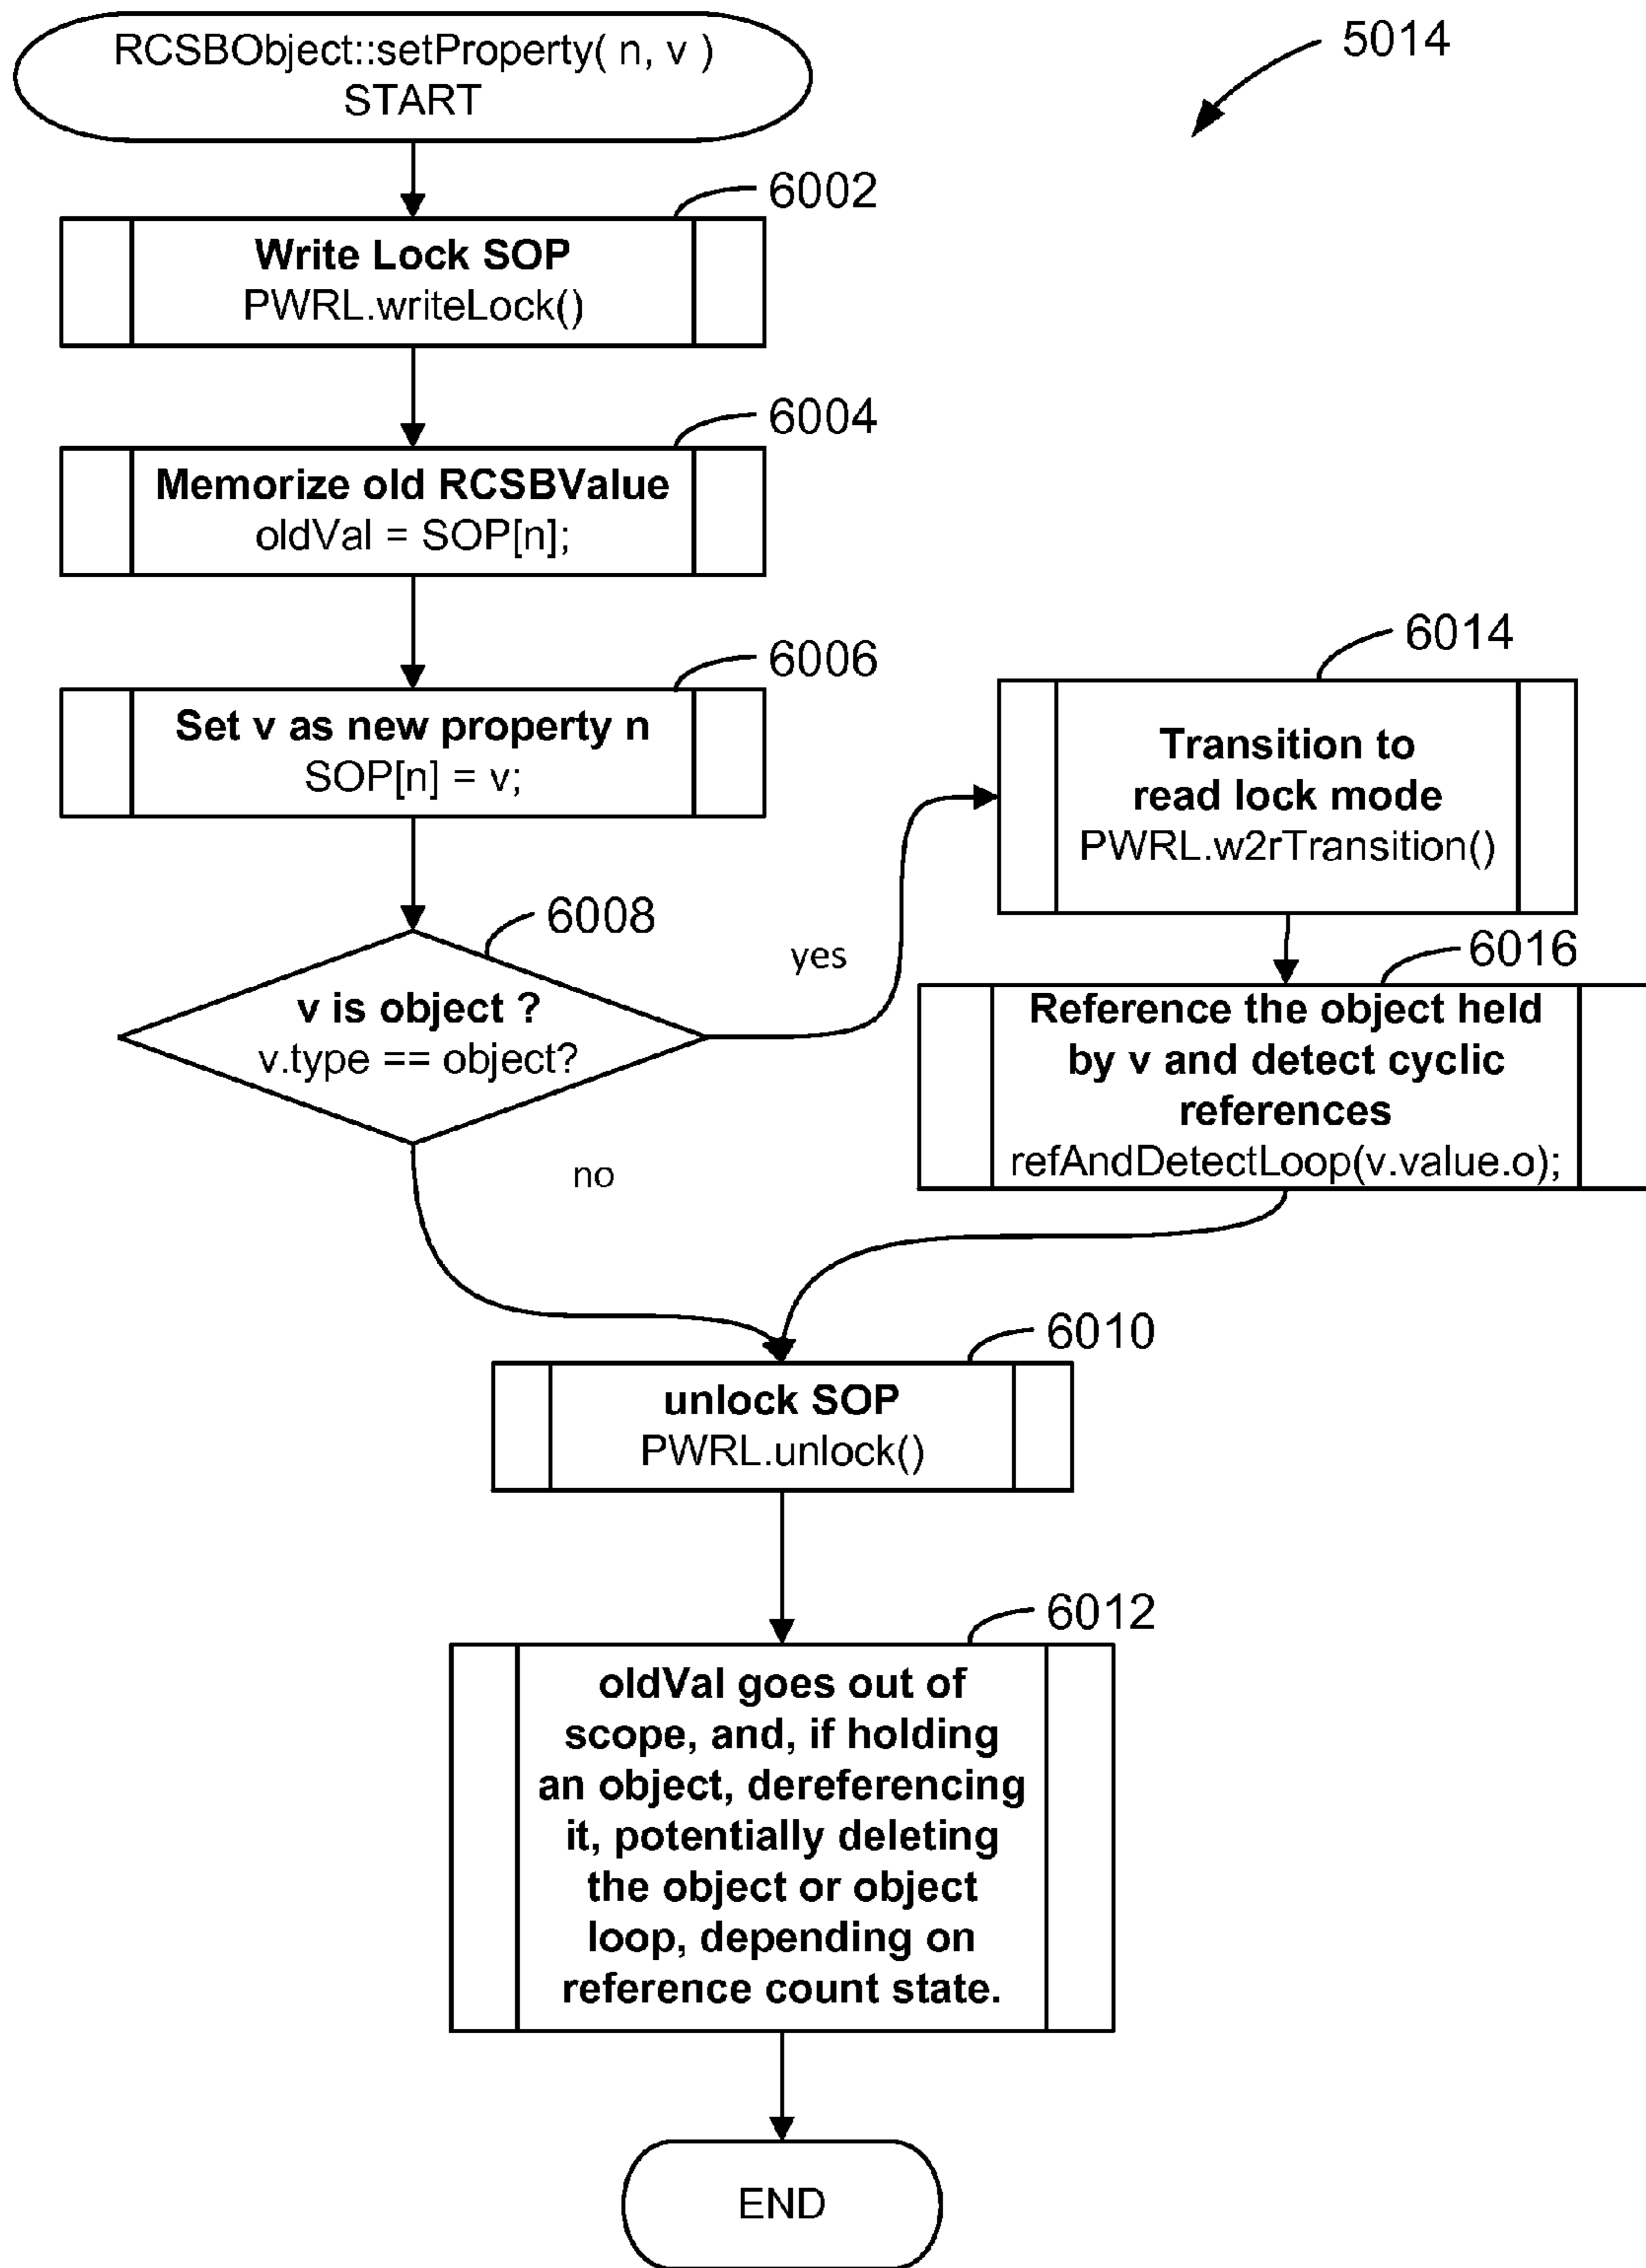 RCSBObject::setProperty( n, v )
START
5014
6002
Write Lock SOP
PWRL.writeLock()
6004
Memorize old RCSBValue
oldVal = SOP[n];
6006
Set v as new property n
SOP[n] = v;
6008
v is object ?
v.type == object?
yes
no
6014
Transition to
read lock mode
PWRL.w2rTransition()
6016
Reference the object held
by v and detect cyclic
references
refAndDetectLoop(v.value.o);
6010
unlock SOP
PWRL.unlock()
6012
oldVal goes out of
scope, and, if holding
an object, dereferencing
it, potentially deleting
the object or object
loop, depending on
reference count state.
END